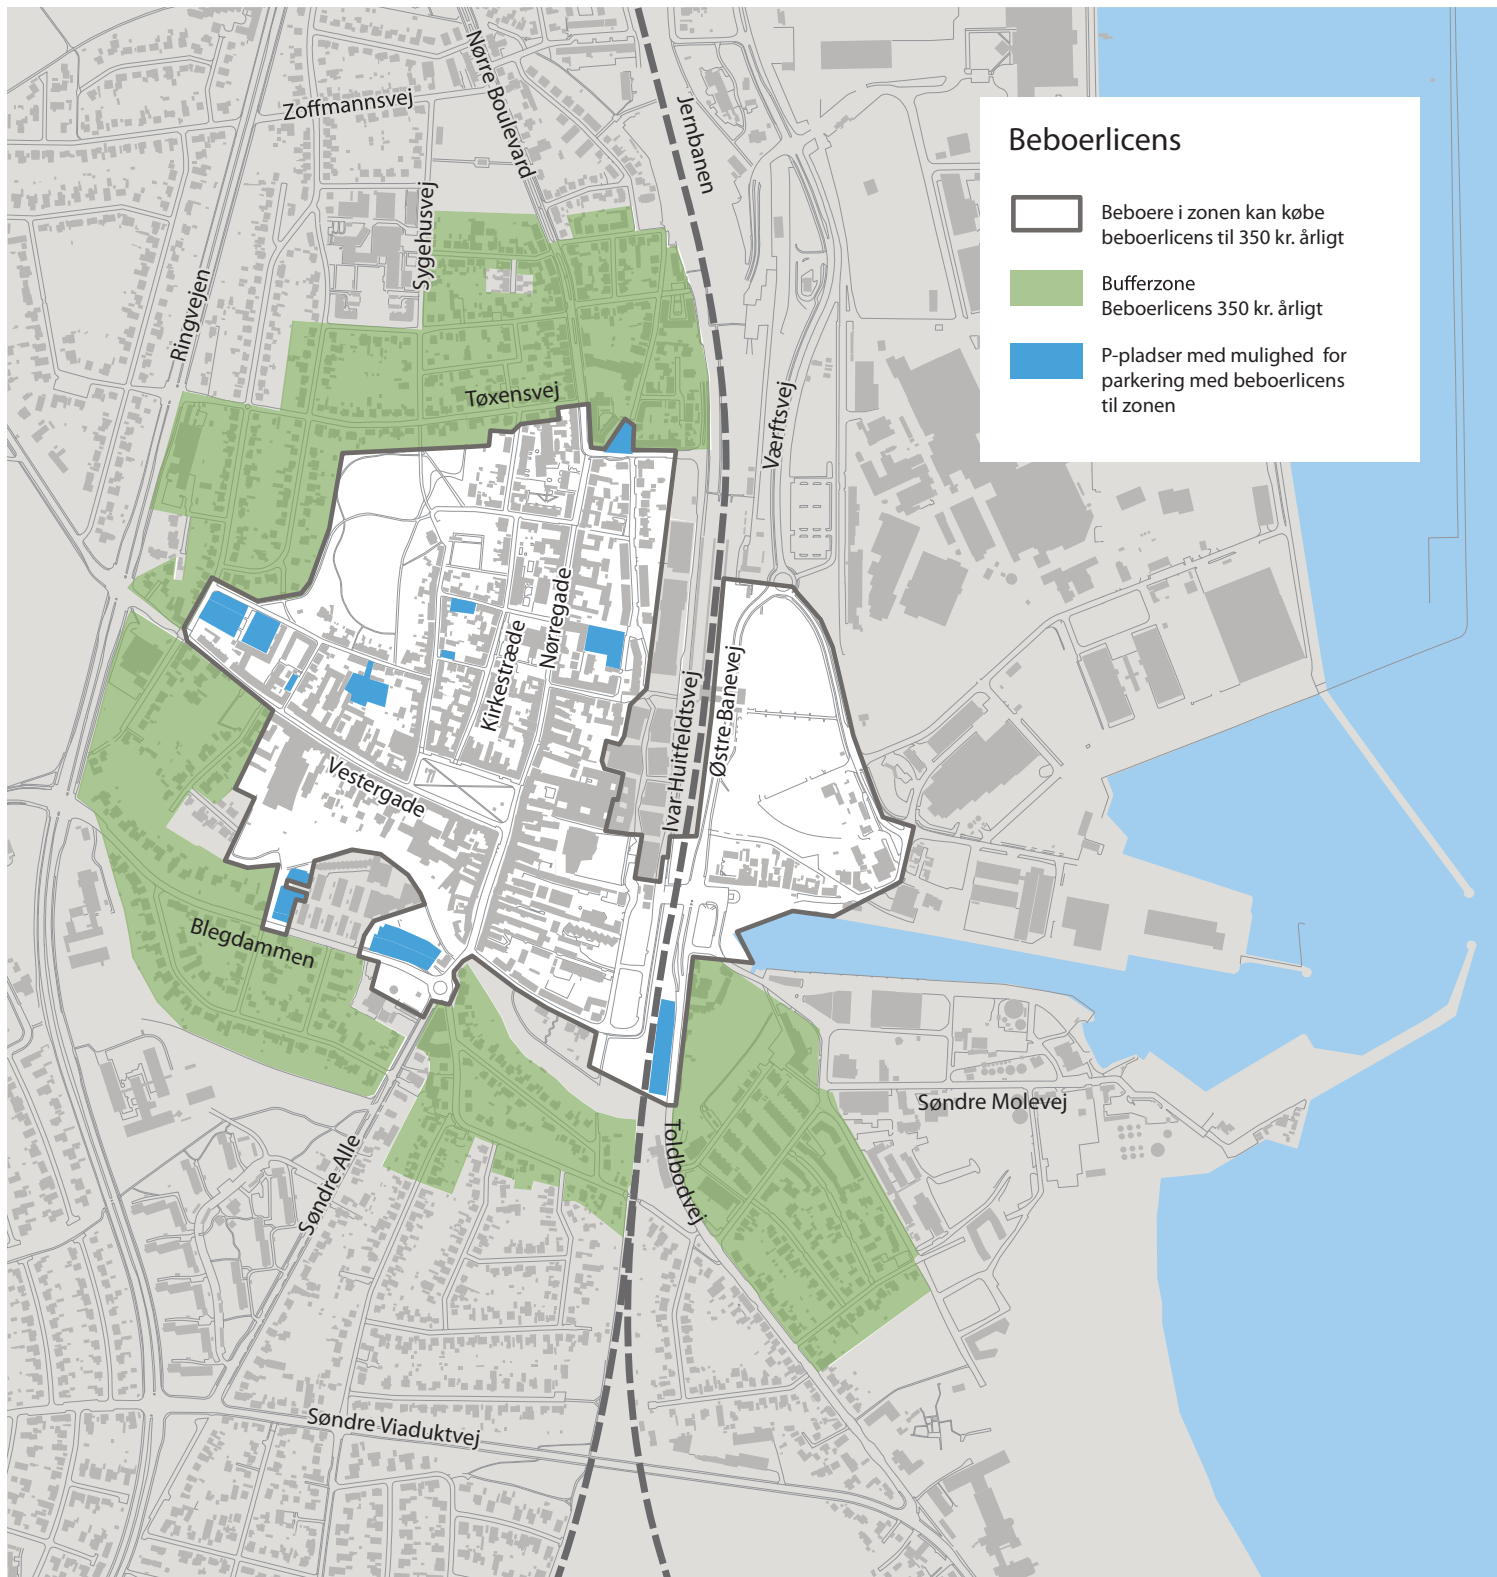 Nørre Boulevard
Zoffmannsvej
Jernbanen
Sygehusvej
Ringvejen
Beboerlicens
Beboere i zonen kan købe
beboerlicens til 350 kr. årligt
Bufferzone
Beboerlicens 350 kr. årligt
P-pladser med mulighed for
parkering med beboerlicens
til zonen
Tøxensvej
Værftsvej
Nørregade
Kirkestræde
Ivar Huitfeldtsvej
Østre Banevej
Vestergade
Blegdammen
Søndre Molevej
Toldbodvej
Søndre Alle
Søndre Viaduktvej